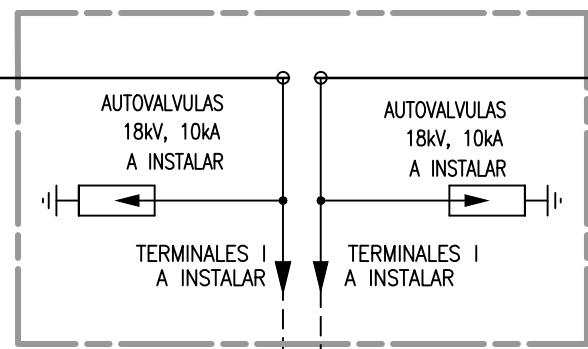 AUTOVALVULAS
18kV, 10kA
A INSTALAR
AUTOVALVULAS
18kV, 10kA
A INSTALAR
TERMINALES I
A INSTALAR
TERMINALES I
A INSTALAR